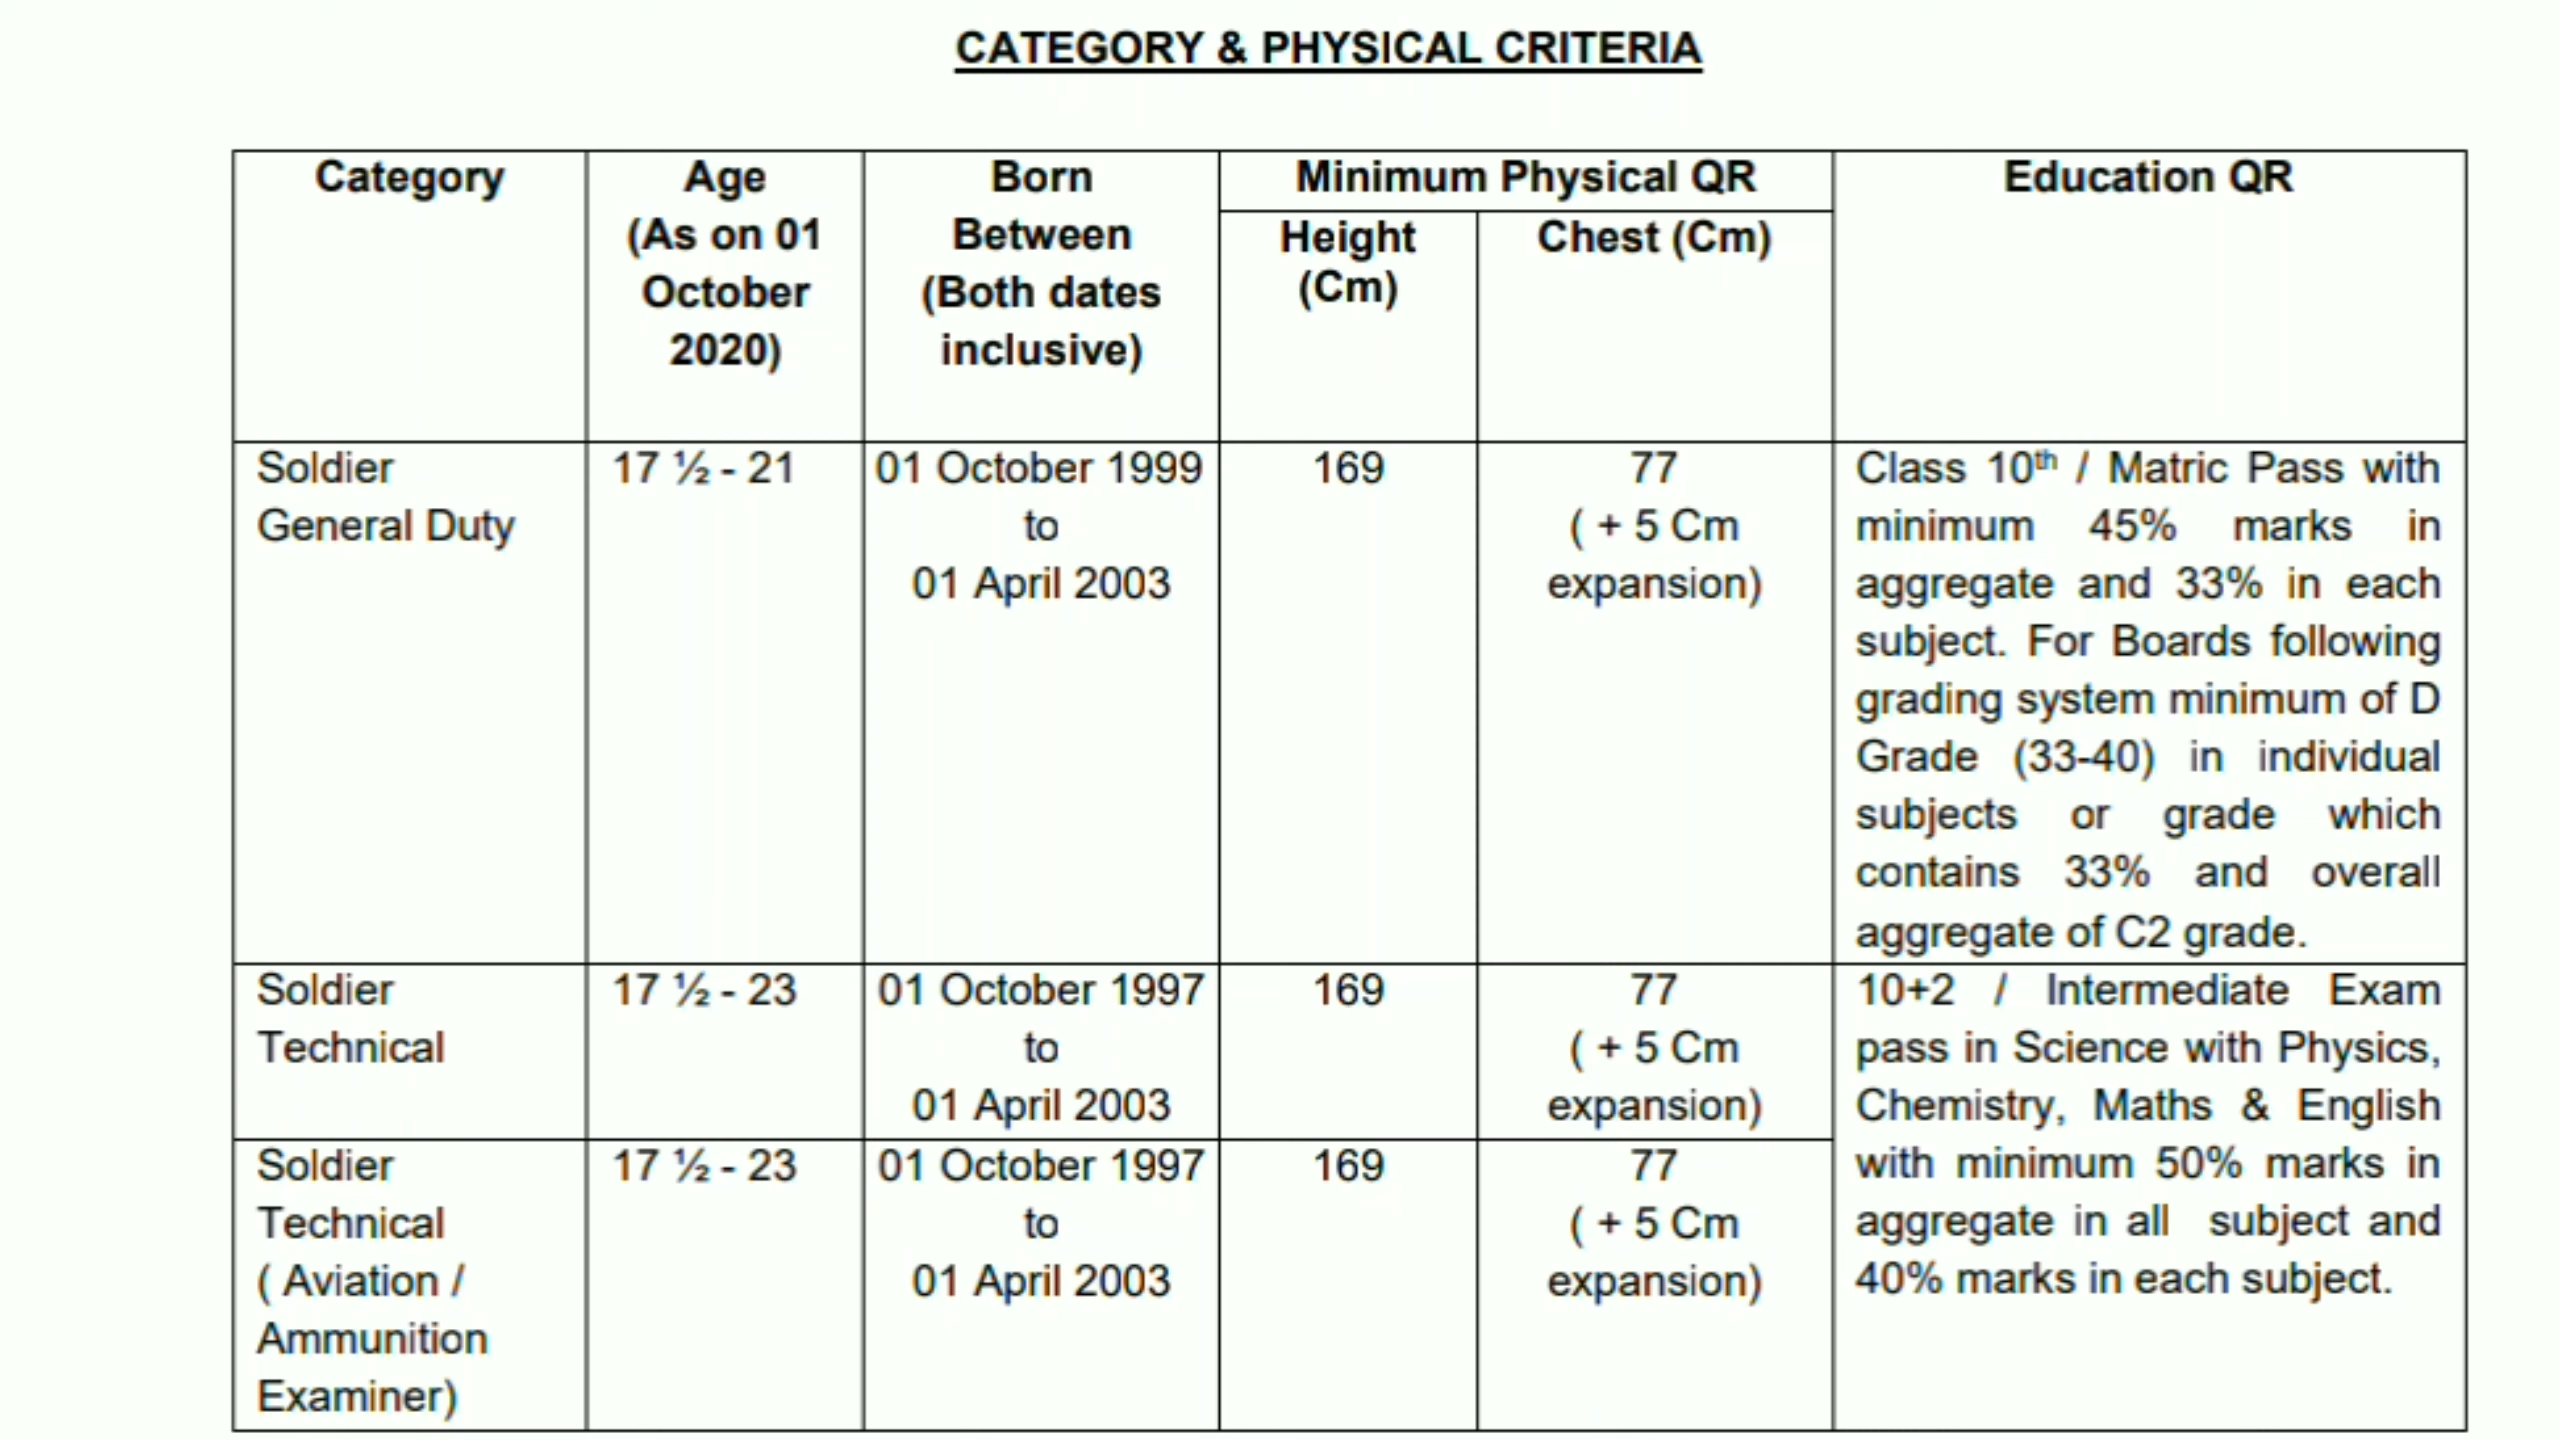 CATEGORY & PHYSICAL CRITERIA
Category
Age
(As on 01
October
2020)
Born
Between
(Both dates
inclusive)
Minimum Physical QR
Height
(Cm)
Chest (Cm)
Education QR
Soldier
General Duty
17 ½ - 21
01 October 1999
to
01 April 2003
169
77
( + 5 Cm
expansion)
Class 10th / Matric Pass with
minimum 45% marks in
aggregate and 33% in each
subject. For Boards following
grading system minimum of D
Grade (33-40) in individual
subjects or grade which
contains 33% and overall
aggregate of C2 grade.
Soldier
Technical
17 ½ - 23
01 October 1997
to
01 April 2003
169
77
( + 5 Cm
expansion)
10+2 / Intermediate Exam
pass in Science with Physics,
Chemistry, Maths & English
with minimum 50% marks in
aggregate in all subject and
40% marks in each subject.
Soldier
Technical
( Aviation /
Ammunition
Examiner)
17 ½ - 23
01 October 1997
to
01 April 2003
169
77
( + 5 Cm
expansion)